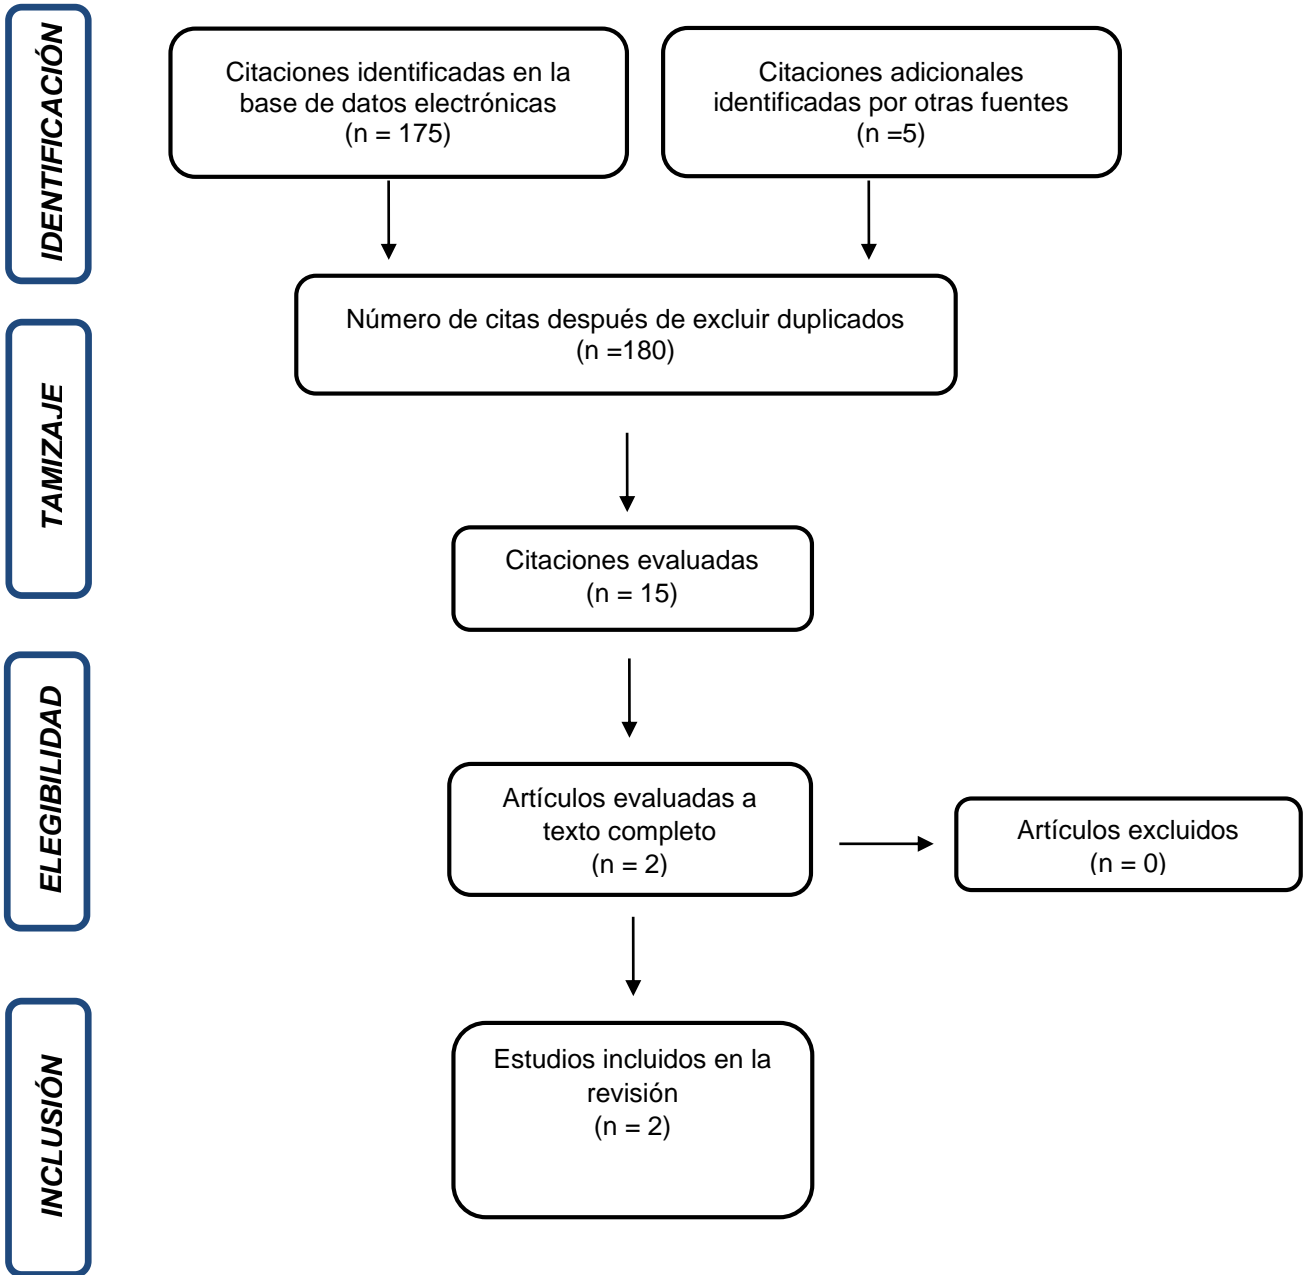 IDENTIFICACIÓN
Citaciones identificadas en la
base de datos electrónicas
(n = 175)
Citaciones adicionales
identificadas por otras fuentes
(n =5)
Número de citas después de excluir duplicados
(n =180)
TAMIZAJE
Citaciones evaluadas
(n = 15)
ELEGIBILIDAD
Artículos evaluadas a
texto completo
(n = 2)
Artículos excluidos
(n = 0)
INCLUSIÓN
Estudios incluidos en la
revisión
(n = 2)